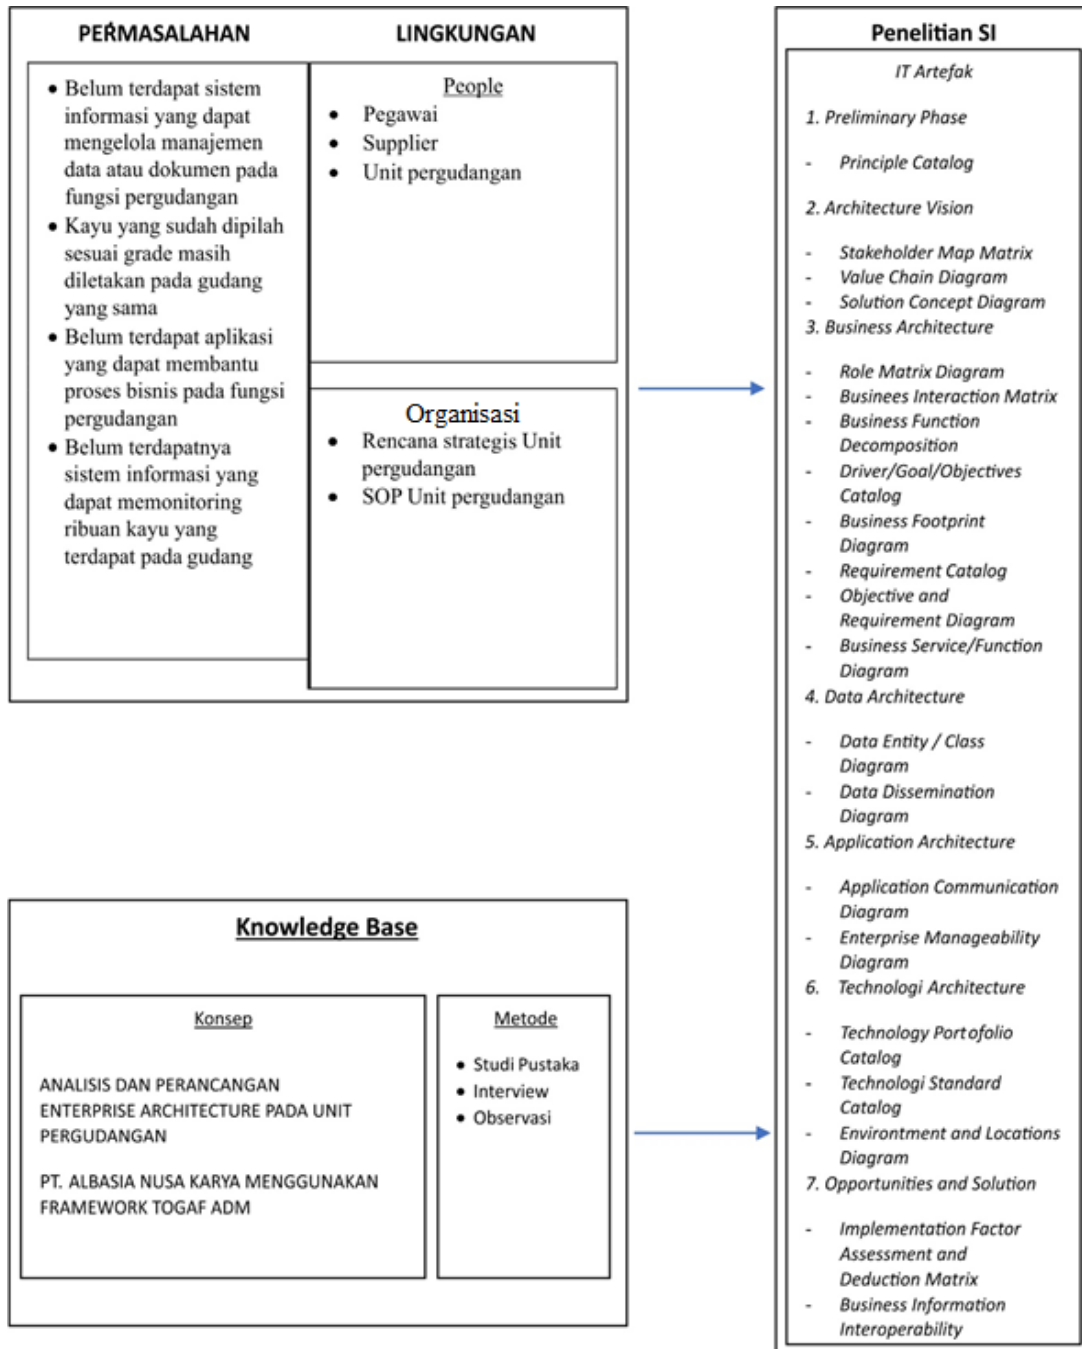 PERMASALAHAN
LINGKUNGAN
• Belum terdapat sistem
informasi yang dapat
mengelola manajemen
data atau dokumen pada
fungsi pergudangan
• Kayu yang sudah dipilah
sesuai grade masih
diletakan pada gudang
yang sama
• Belum terdapat aplikasi
yang dapat membantu
proses bisnis pada fungsi
pergudangan
• Belum terdapatnya
sistem informasi yang
dapat memonitoring
ribuan kayu yang
terdapat pada gudang
People
• Pegawai
• Supplier
• Unit pergudangan
Organisasi
• Rencana strategis Unit
pergudangan
• SOP Unit pergudangan
Knowledge Base
Konsep
ANALISIS DAN PERANCANGAN
ENTERPRISE ARCHITECTURE PADA UNIT
PERGUDANGAN
PT. ALBASIA NUSA KARYA MENGGUNAKAN
FRAMEWORK TOGAF ADM
Metode
• Studi Pustaka
• Interview
• Observasi
Penelitian SI
IT Artefak
1. Preliminary Phase
- Principle Catalog
2. Architecture Vision
- Stakeholder Map Matrix
- Value Chain Diagram
- Solution Concept Diagram
3. Business Architecture
- Role Matrix Diagram
- Businees Interaction Matrix
- Business Function
Decomposition
- Driver/Goal/Objectives
Catalog
- Business Footprint
Diagram
- Requirement Catalog
- Objective and
Requirement Diagram
- Business Service/Function
Diagram
4. Data Architecture
- Data Entity / Class
Diagram
- Data Dissemination
Diagram
5. Application Architecture
- Application Communication
Diagram
- Enterprise Manageability
Diagram
6. Technologi Architecture
- Technology Portofolio
Catalog
- Technologi Standard
Catalog
- Environtment and Locations
Diagram
7. Opportunities and Solution
- Implementation Factor
Assessment and
Deduction Matrix
- Business Information
Interoperability